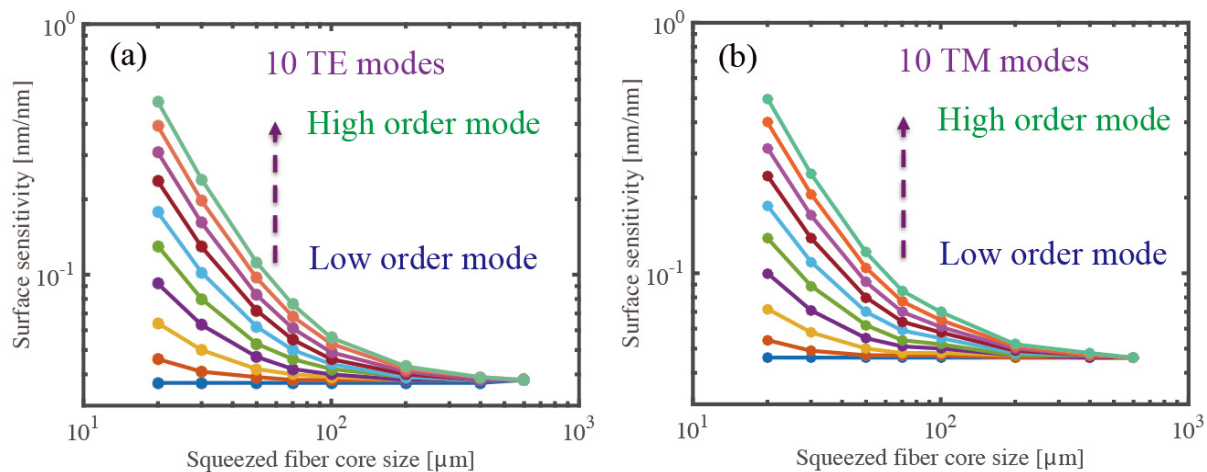 (a)
10 TE modes
High order mode
Low order mode
10⁰
10⁻¹
Surface sensitivity [nm/nm]
10¹
10²
10³
Squeezed fiber core size [μm]
(b)
10 TM modes
High order mode
Low order mode
10⁰
10⁻¹
Surface sensitivity [nm/nm]
10¹
10²
10³
Squeezed fiber core size [μm]